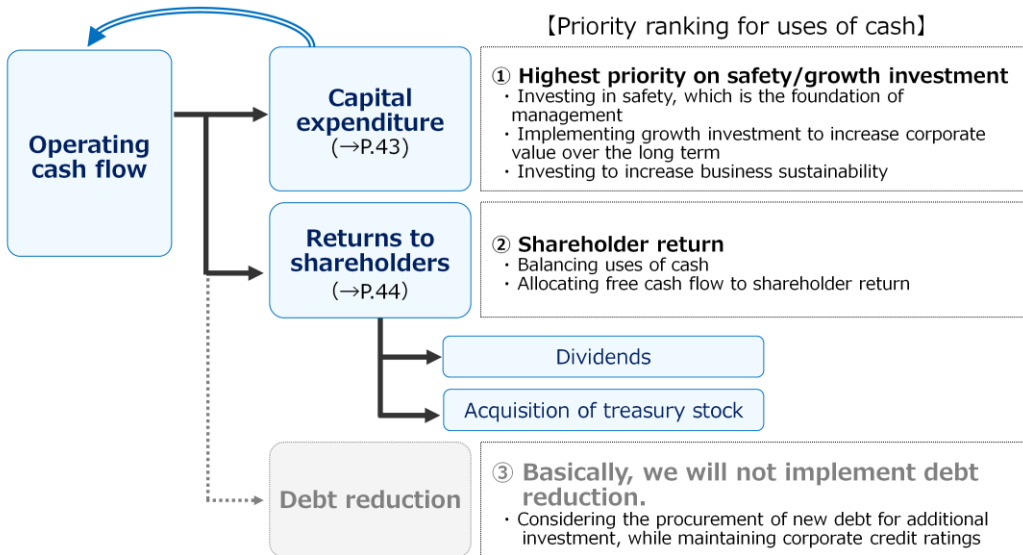 【Priority ranking for uses of cash】
Operating
cash flow
Capital
expenditure
(→P.43)
① Highest priority on safety/growth investment
・Investing in safety, which is the foundation of
management
・Implementing growth investment to increase corporate
value over the long term
・Investing to increase business sustainability
Returns to
shareholders
(→P.44)
② Shareholder return
・Balancing uses of cash
・Allocating free cash flow to shareholder return
Dividends
Acquisition of treasury stock
Debt reduction
③ Basically, we will not implement debt
reduction.
・Considering the procurement of new debt for additional
investment, while maintaining corporate credit ratings